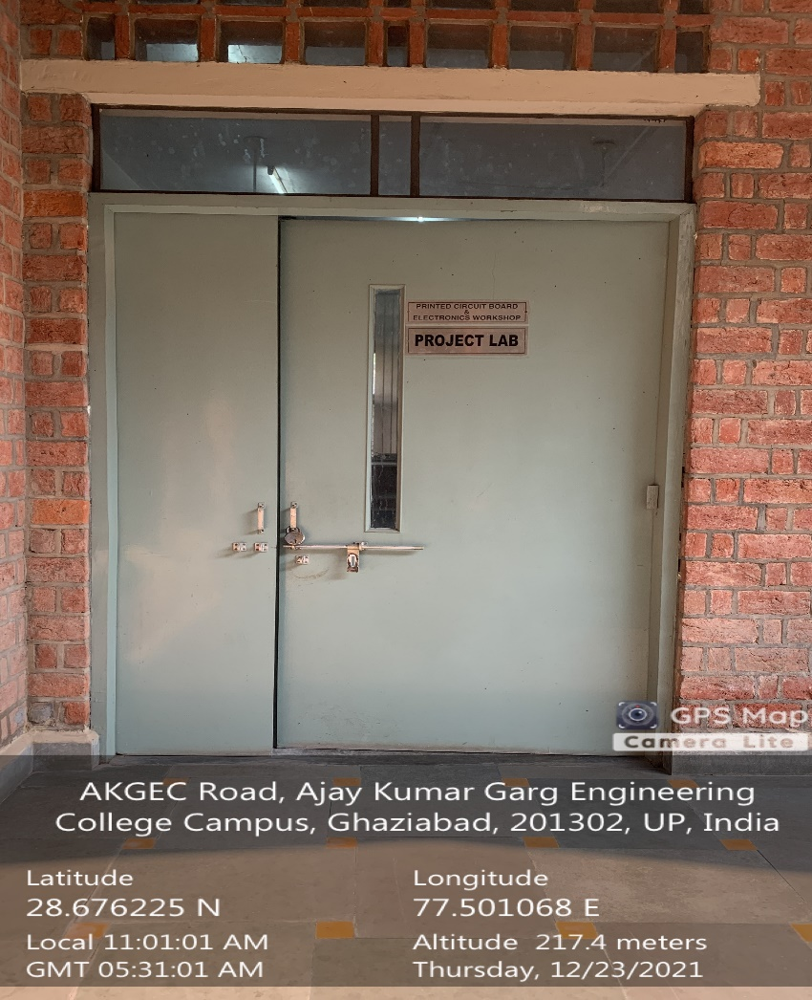 PRINTED CIRCUIT BOARD
&
ELECTRONICS WORKSHOP
PROJECT LAB
GPS Map
Camera Lite
AKGEC Road, Ajay Kumar Garg Engineering
College Campus, Ghaziabad, 201302, UP, India
Latitude
28.676225 N
Longitude
77.501068 E
Local 11:01:01 AM
GMT 05:31:01 AM
Altitude 217.4 meters
Thursday, 12/23/2021